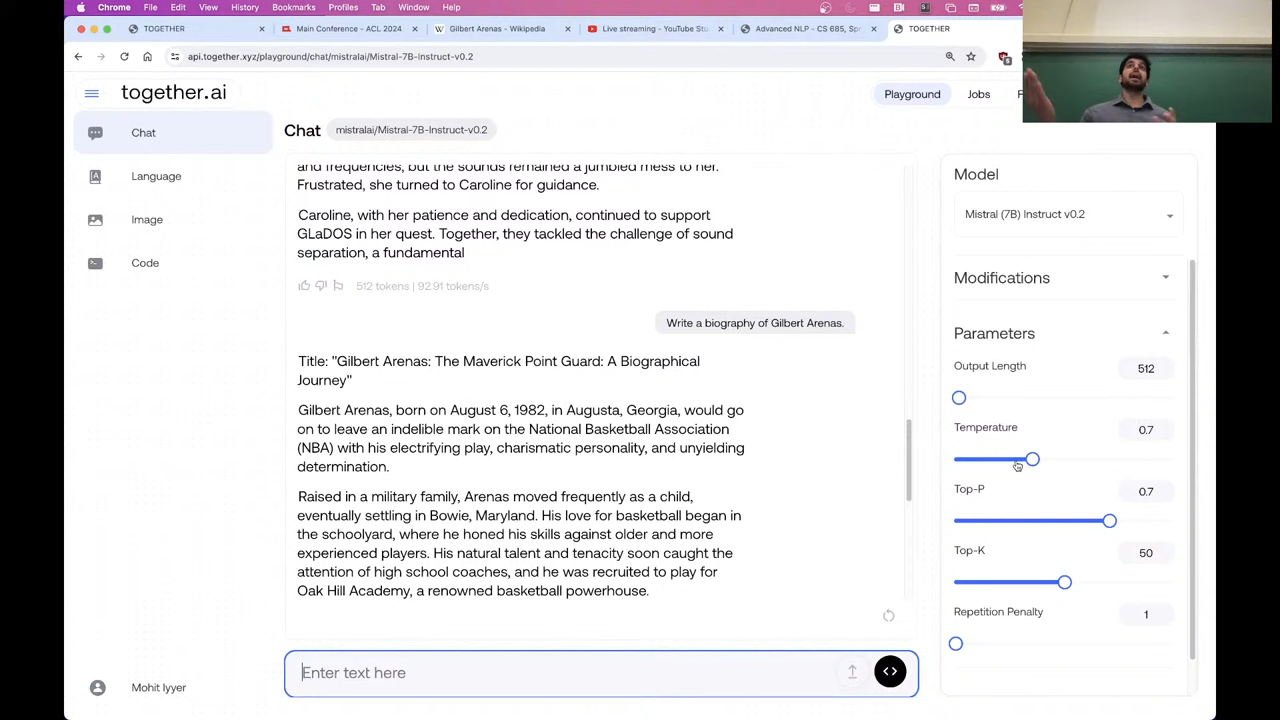 Chrome File Edit View History Bookmarks Profiles Tab Window Help
TOGETHER
Main Conference - ACL 2024
Gilbert Arenas - Wikipedia
Live streaming - YouTube Stu
Advanced NLP - CS 685, Spr
TOGETHER
api.together.xyz/playground/chat/mistralai/Mistral-7B-Instruct-v0.2
together.ai
Playground
Jobs
Chat
Language
Image
Code
Mohit Iyyer
Chat mistralai/Mistral-7B-Instruct-v0.2
and frequencies, but the sounds remained a jumbled mess to her.
Frustrated, she turned to Caroline for guidance.
Caroline, with her patience and dedication, continued to support
GLaDOS in her quest. Together, they tackled the challenge of sound
separation, a fundamental
512 tokens | 92.91 tokens/s
Write a biography of Gilbert Arenas.
Title: "Gilbert Arenas: The Maverick Point Guard: A Biographical
Journey"
Gilbert Arenas, born on August 6, 1982, in Augusta, Georgia, would go
on to leave an indelible mark on the National Basketball Association
(NBA) with his electrifying play, charismatic personality, and unyielding
determination.
Raised in a military family, Arenas moved frequently as a child,
eventually settling in Bowie, Maryland. His love for basketball began in
the schoolyard, where he honed his skills against older and more
experienced players. His natural talent and tenacity soon caught the
attention of high school coaches, and he was recruited to play for
Oak Hill Academy, a renowned basketball powerhouse.
Enter text here
Model
Mistral (7B) Instruct v0.2
Modifications
Parameters
Output Length 512
Temperature 0.7
Top-P 0.7
Top-K 50
Repetition Penalty 1